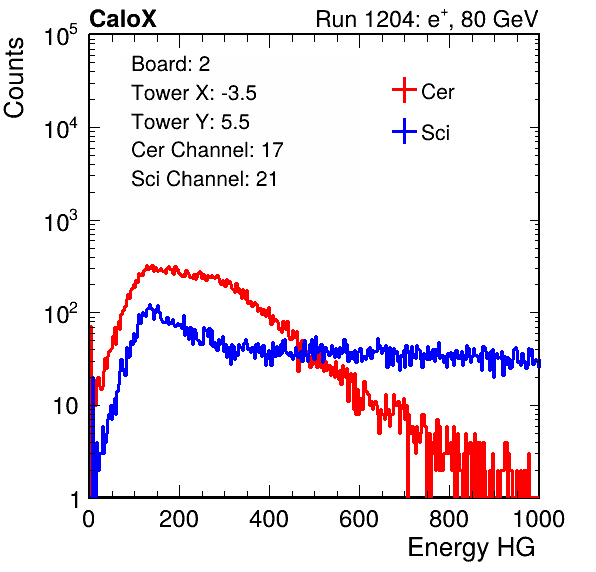 CaloX Run 1204: e⁺, 80 GeV
Counts
10⁵
10⁴
10³
10²
10
1
Board: 2
Tower X: -3.5
Tower Y: 5.5
Cer Channel: 17
Sci Channel: 21
Cer
Sci
0 200 400 600 800 1000
Energy HG